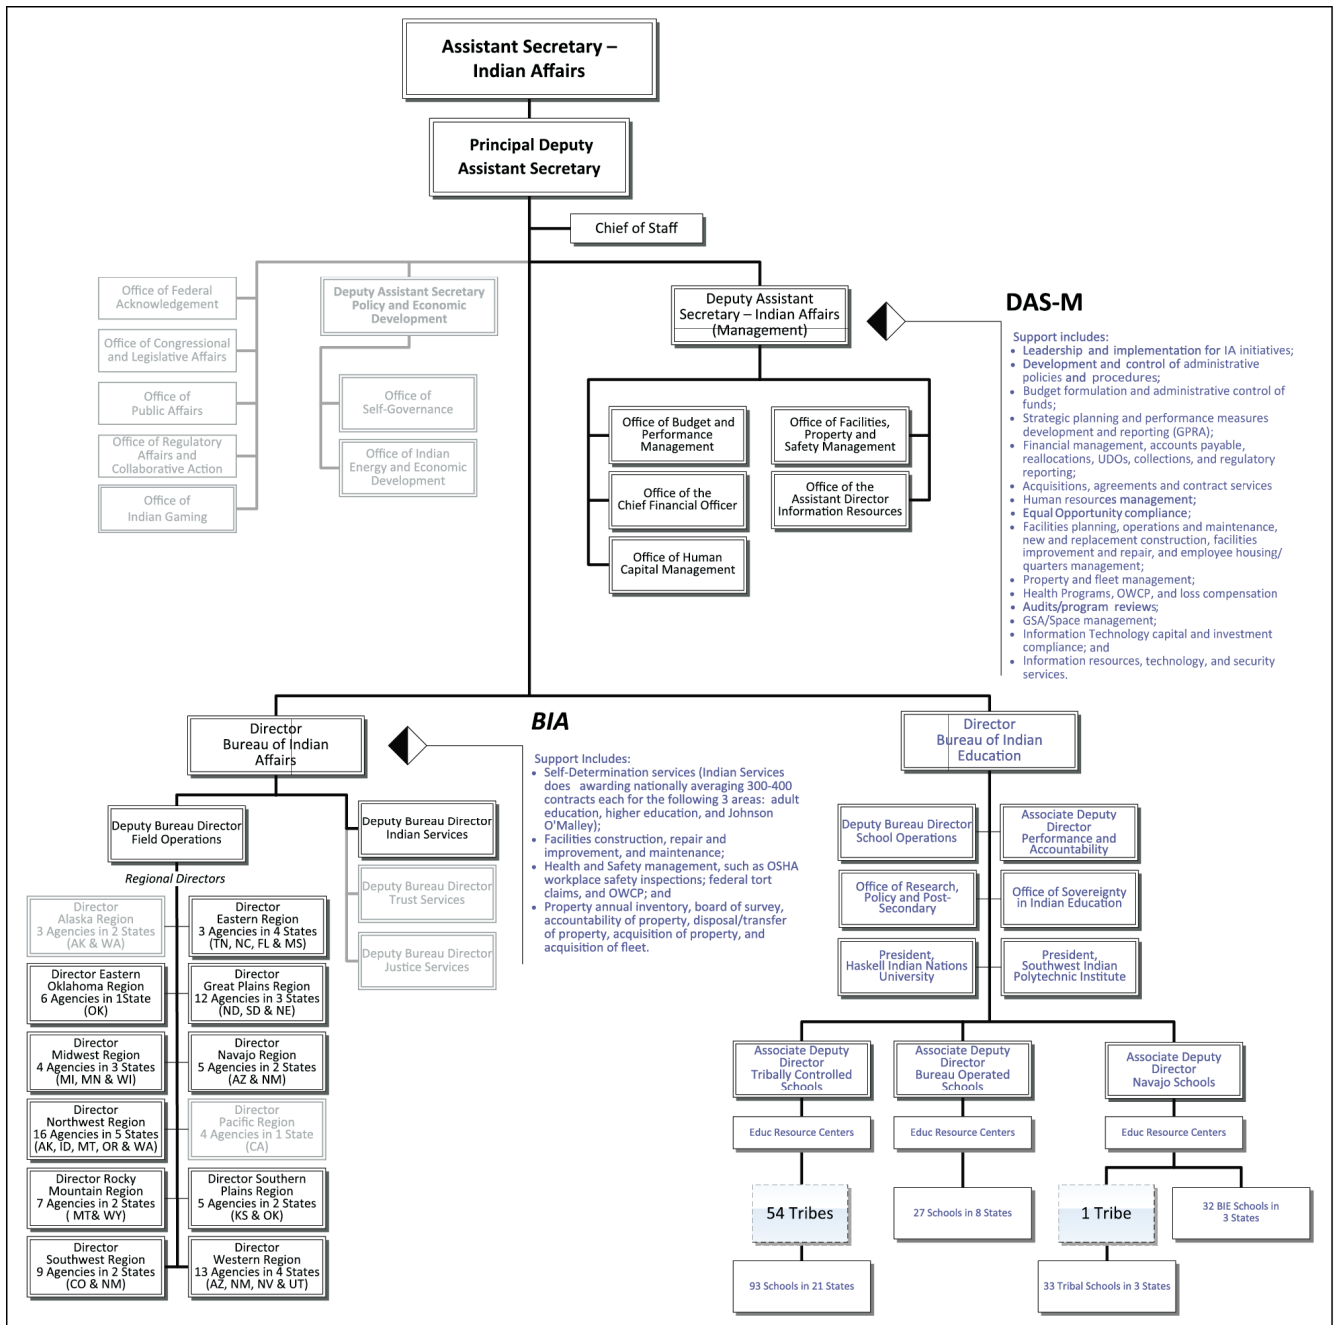 Assistant Secretary –
Indian Affairs
Principal Deputy
Assistant Secretary
Chief of Staff
Office of Federal
Acknowledgement
Office of Congressional
and Legislative Affairs
Office of
Public Affairs
Office of Regulatory
Affairs and
Collaborative Action
Office of
Indian Gaming
Deputy Assistant Secretary
Policy and Economic
Development
Office of
Self-Governance
Office of Indian
Energy and Economic
Development
Deputy Assistant
Secretary – Indian Affairs
(Management)
Office of Budget and
Performance
Management
Office of the
Chief Financial Officer
Office of Human
Capital Management
Office of Facilities,
Property and
Safety Management
Office of the
Assistant Director
Information Resources
DAS-M
Support includes:
• Leadership and implementation for IA initiatives;
• Development and control of administrative
policies and procedures;
• Budget formulation and administrative control of
funds;
• Strategic planning and performance measures
development and reporting (GPRA);
• Financial management, accounts payable,
reallocations, UDOs, collections, and regulatory
reporting;
• Acquisitions, agreements and contract services
• Human resources management;
• Equal Opportunity compliance;
• Facilities planning, operations and maintenance,
new and replacement construction, facilities
improvement and repair, and employee housing/
quarters management;
• Property and fleet management;
• Health Programs, OWCP, and loss compensation
• Audits/program reviews;
• GSA/Space management;
• Information Technology capital and investment
compliance; and
• Information resources, technology, and security
services.
Director
Bureau of Indian
Affairs
BIA
Support Includes:
• Self-Determination services (Indian Services
does awarding nationally averaging 300-400
contracts each for the following 3 areas: adult
education, higher education, and Johnson
O'Malley);
• Facilities construction, repair and
improvement, and maintenance;
• Health and Safety management, such as OSHA
workplace safety inspections; federal tort
claims, and OWCP; and
• Property annual inventory, board of survey,
accountability of property, disposal/transfer
of property, acquisition of property, and
acquisition of fleet.
Deputy Bureau Director
Field Operations
Deputy Bureau Director
Indian Services
Deputy Bureau Director
Trust Services
Deputy Bureau Director
Justice Services
Regional Directors
Director
Alaska Region
3 Agencies in 2 States
(AK & WA)
Director
Eastern Region
3 Agencies in 4 States
(TN, NC, FL & MS)
Director Eastern
Oklahoma Region
6 Agencies in 1State
(OK)
Director
Great Plains Region
12 Agencies in 3 States
(ND, SD & NE)
Director
Midwest Region
4 Agencies in 3 States
(MI, MN & WI)
Director
Navajo Region
5 Agencies in 2 States
(AZ & NM)
Director
Northwest Region
16 Agencies in 5 States
(AK, ID, MT, OR & WA)
Director
Pacific Region
4 Agencies in 1 State
(CA)
Director Rocky
Mountain Region
7 Agencies in 2 States
( MT& WY)
Director Southern
Plains Region
5 Agencies in 2 States
(KS & OK)
Director
Southwest Region
9 Agencies in 2 States
(CO & NM)
Director
Western Region
13 Agencies in 4 States
(AZ, NM, NV & UT)
Director
Bureau of Indian
Education
Deputy Bureau Director
School Operations
Associate Deputy
Director
Performance and
Accountability
Office of Research,
Policy and Post-
Secondary
Office of Sovereignty
in Indian Education
President,
Haskell Indian Nations
University
President,
Southwest Indian
Polytechnic Institute
Associate Deputy
Director
Tribally Controlled
Schools
Associate Deputy
Director
Bureau Operated
Schools
Associate Deputy
Director
Navajo Schools
Educ Resource Centers
Educ Resource Centers
Educ Resource Centers
54 Tribes
27 Schools in 8 States
1 Tribe
32 BIE Schools in
3 States
93 Schools in 21 States
33 Tribal Schools in 3 States